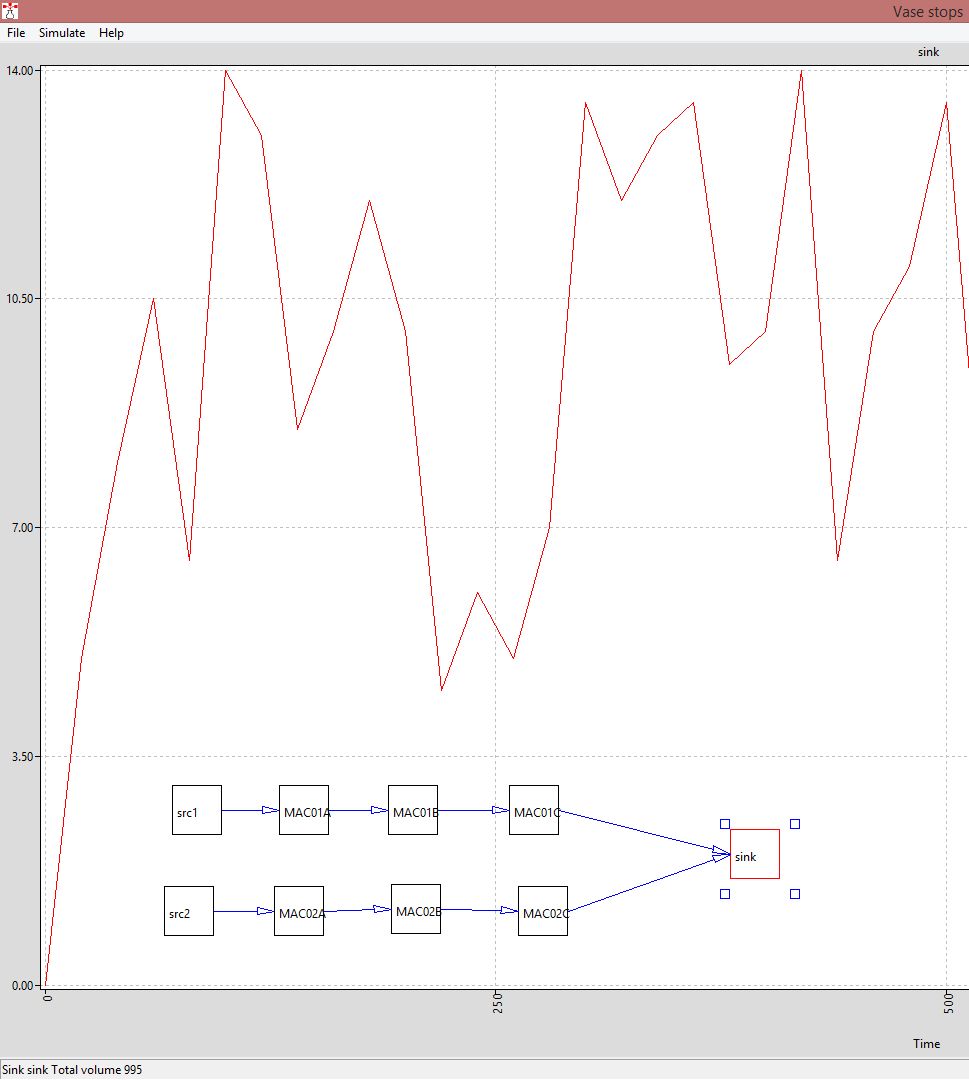 Vase stops
File Simulate Help
sink
14.00
10.50
7.00
3.50
src1 MAC01A MAC01B MAC01C
sink
src2 MAC02A MAC02B MAC02C
0.00
0 250 500
Time
Sink sink Total volume 995